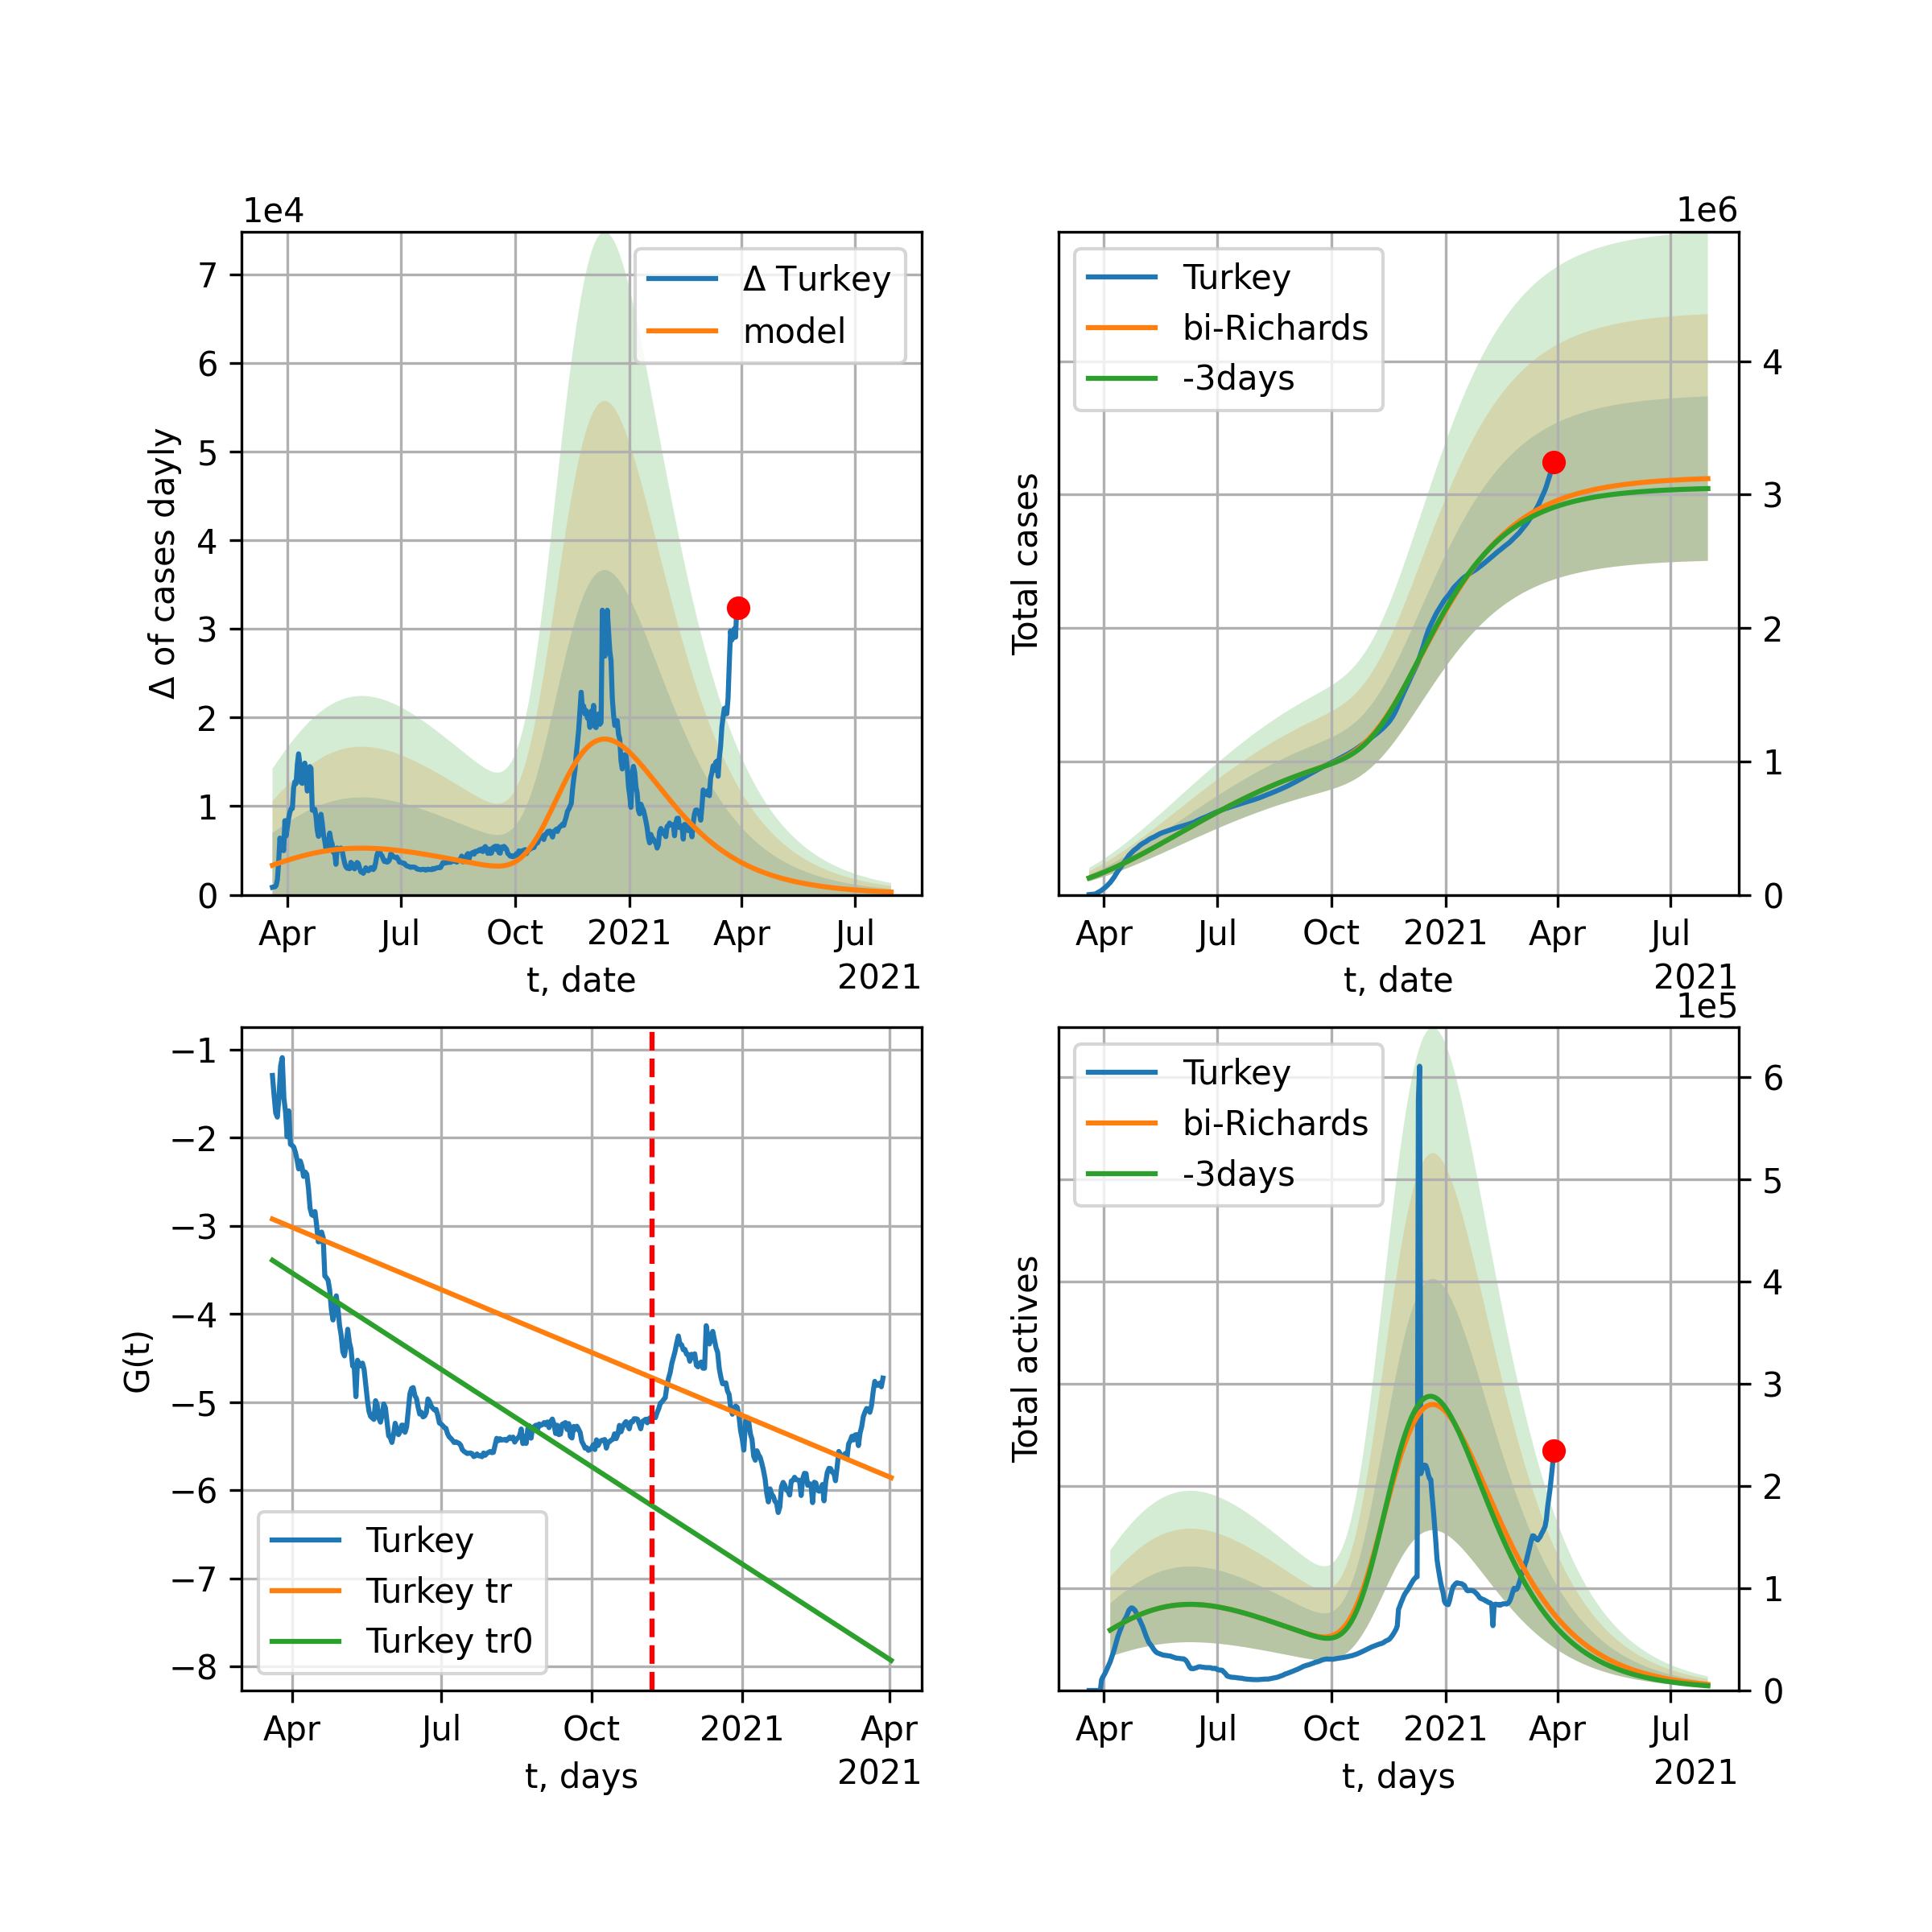 1e4
7
6
5
4
3
2
1
0
Δ of cases dayly
Δ Turkey
model
Apr Jul Oct 2021 Apr Jul
t, date
2021
1e6
Turkey
bi-Richards
-3days
Total cases
4
3
2
1
0
Apr Jul Oct 2021 Apr Jul
t, date
2021
−1
−2
−3
−4
−5
−6
−7
−8
G(t)
Turkey
Turkey tr
Turkey tr0
Apr Jul Oct 2021 Apr
t, days
2021
1e5
Turkey
bi-Richards
-3days
Total actives
6
5
4
3
2
1
0
Apr Jul Oct 2021 Apr Jul
t, days
2021